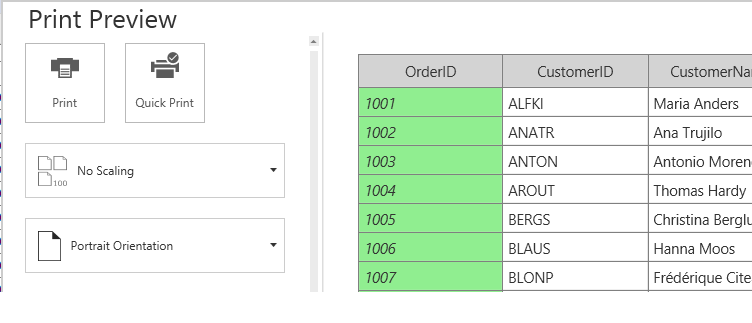 Print Preview
Print
Quick Print
100
No Scaling
Portrait Orientation
OrderID CustomerID CustomerNa
1001 ALFKI Maria Anders
1002 ANATR Ana Trujilo
1003 ANTON Antonio Moren
1004 AROUT Thomas Hardy
1005 BERGS Christina Berglu
1006 BLAUS Hanna Moos
1007 BLONP Frédérique Cite